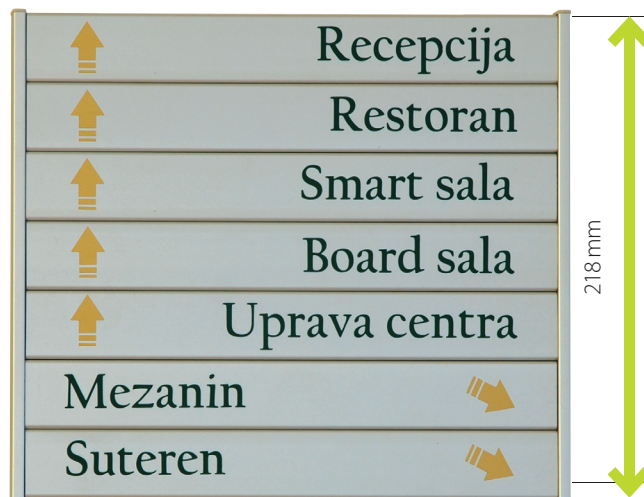 Recepcija
Restoran
Smart sala
Board sala
Uprava centra
Mezanin
Suteren
218 mm